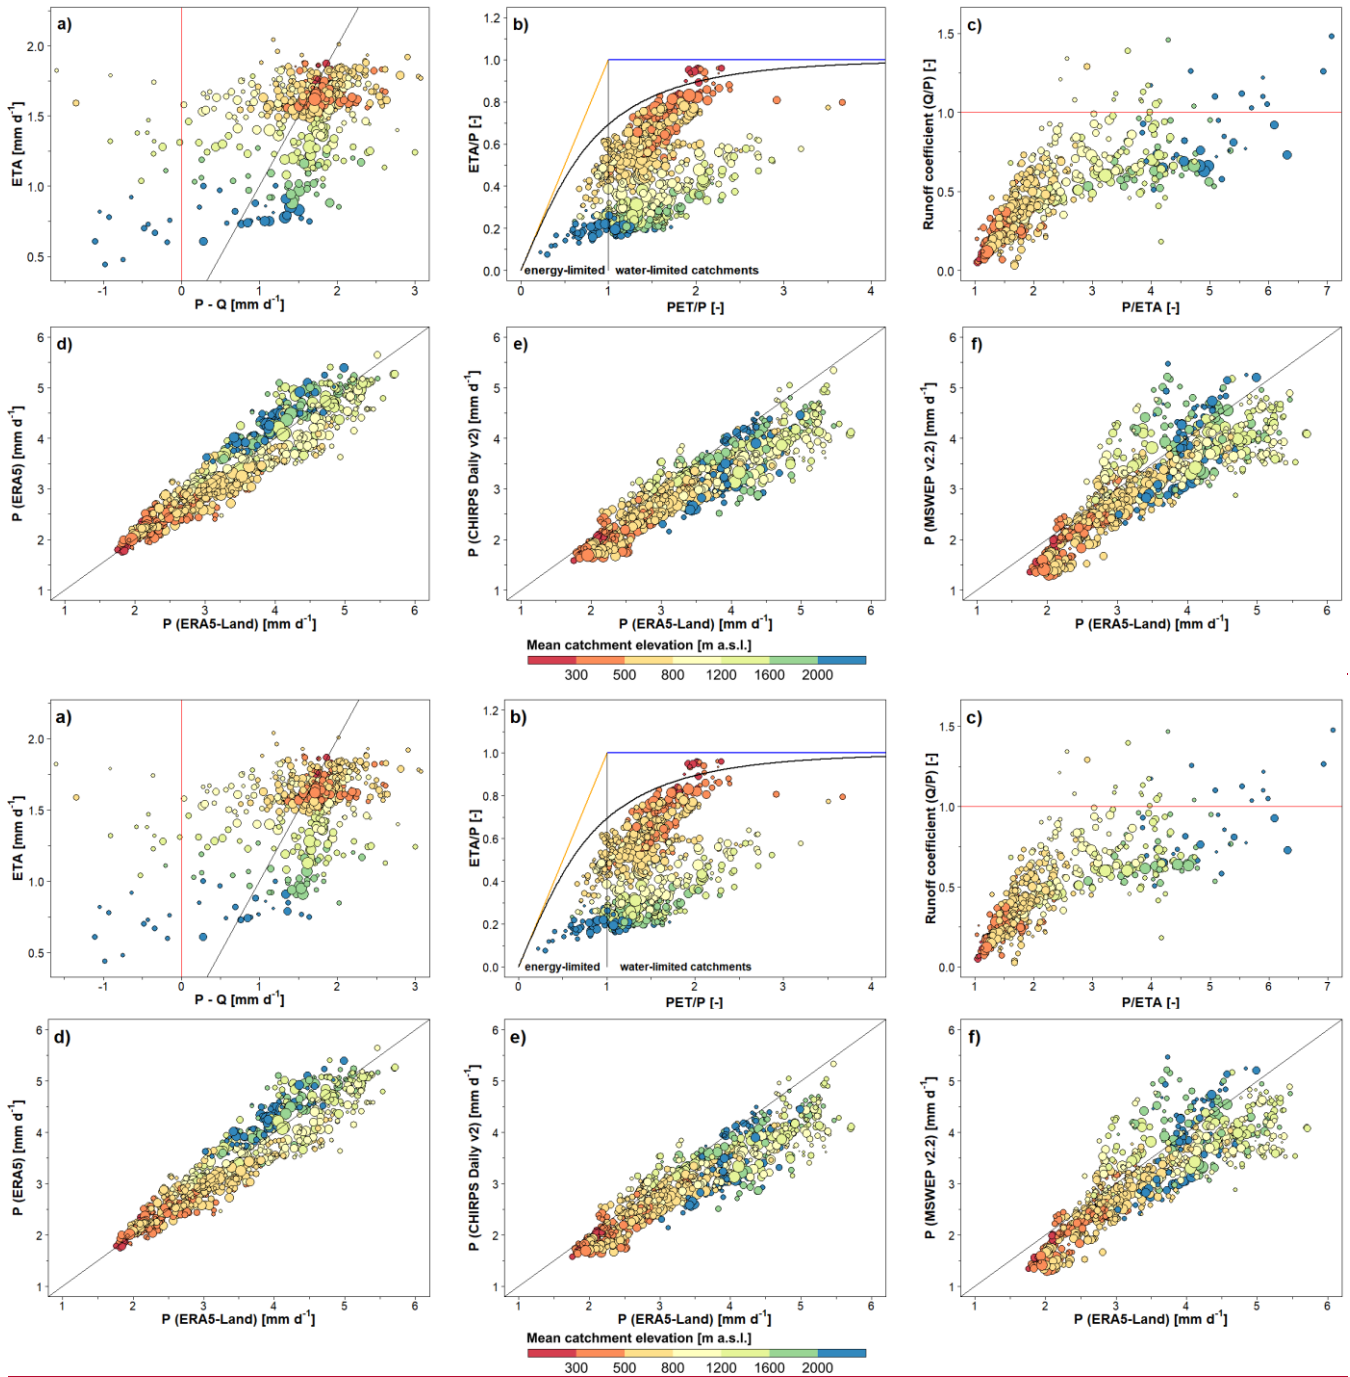 a)
ETA [mm d⁻¹]
2.0
1.5
1.0
0.5
-1 0 1 2 3
P - Q [mm d⁻¹]
b)
ETA/P [-]
1.2
1.0
0.8
0.6
0.4
0.2
0.0
energy-limited water-limited catchments
0 1 2 3 4
PET/P [-]
c)
Runoff coefficient (Q/P) [-]
1.5
1.0
0.5
0.0
1 2 3 4 5 6 7
P/ETA [-]
d)
P (ERA5) [mm d⁻¹]
6
5
4
3
2
1
1 2 3 4 5 6
P (ERA5-Land) [mm d⁻¹]
e)
P (CHIRPS Daily v2) [mm d⁻¹]
6
5
4
3
2
1
1 2 3 4 5 6
P (ERA5-Land) [mm d⁻¹]
f)
P (MSWEP v2.2) [mm d⁻¹]
6
5
4
3
2
1
1 2 3 4 5 6
P (ERA5-Land) [mm d⁻¹]
Mean catchment elevation [m a.s.l.]
300 500 800 1200 1600 2000
a)
ETA [mm d⁻¹]
2.0
1.5
1.0
0.5
-1 0 1 2 3
P - Q [mm d⁻¹]
b)
ETA/P [-]
1.2
1.0
0.8
0.6
0.4
0.2
0.0
energy-limited water-limited catchments
0 1 2 3 4
PET/P [-]
c)
Runoff coefficient (Q/P) [-]
1.5
1.0
0.5
0.0
1 2 3 4 5 6 7
P/ETA [-]
d)
P (ERA5) [mm d⁻¹]
6
5
4
3
2
1
1 2 3 4 5 6
P (ERA5-Land) [mm d⁻¹]
e)
P (CHIRPS Daily v2) [mm d⁻¹]
6
5
4
3
2
1
1 2 3 4 5 6
P (ERA5-Land) [mm d⁻¹]
f)
P (MSWEP v2.2) [mm d⁻¹]
6
5
4
3
2
1
1 2 3 4 5 6
P (ERA5-Land) [mm d⁻¹]
Mean catchment elevation [m a.s.l.]
300 500 800 1200 1600 2000